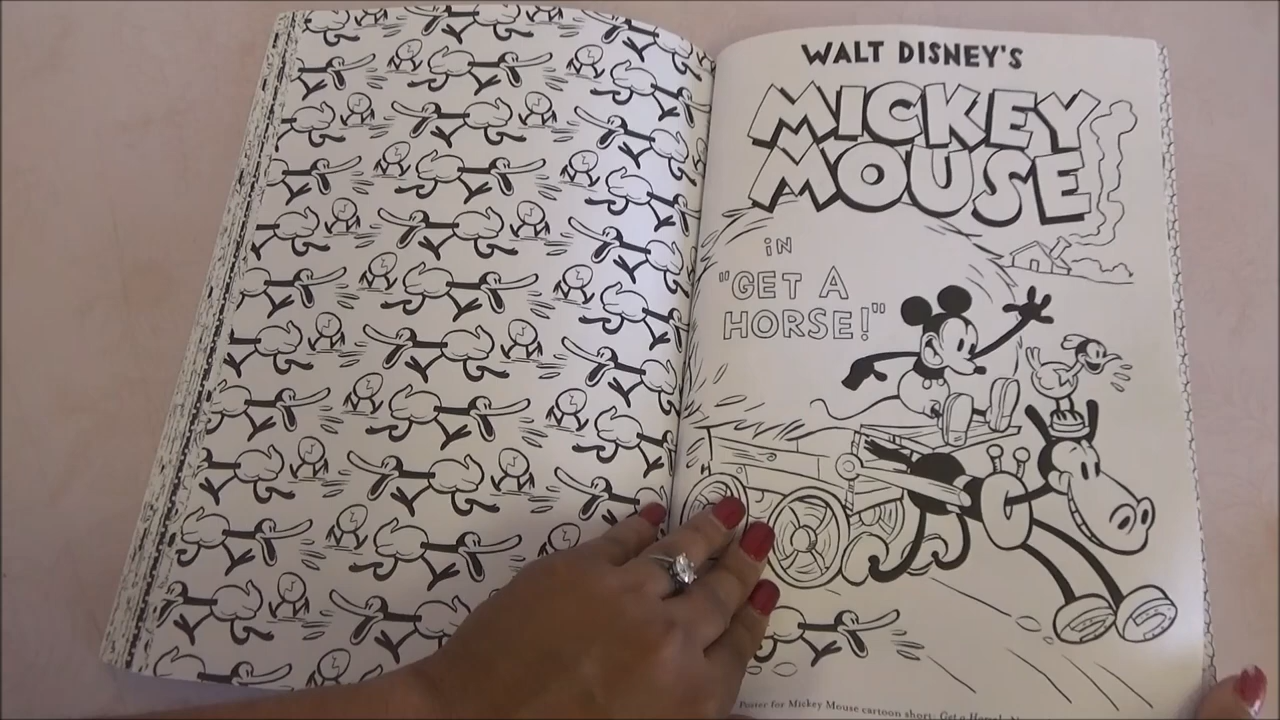 WALT DISNEY'S
MICKEY
MOUSE
iN
"GET A
HORSE!"
Poster for Mickey Mouse cartoon short: Get a Horse!,